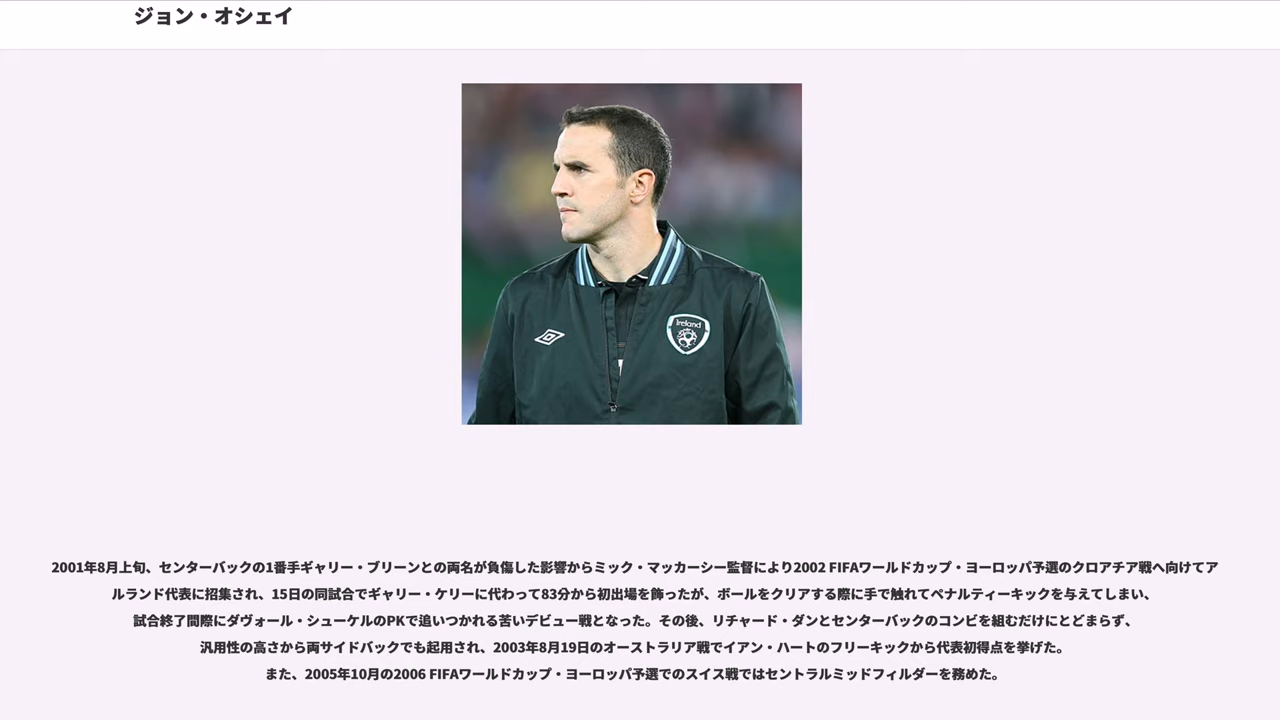 ジョン・オシェイ
Ireland
2001年8月上旬、センターバックの1番手ギャリー・ブリーンとの両名が負傷した影響からミック・マッカーシー監督により2002 FIFAワールドカップ・ヨーロッパ予選のクロアチア戦へ向けてア
ルランド代表に招集され、15日の同試合でギャリー・ケリーに代わって83分から初出場を飾ったが、ボールをクリアする際に手で触れてペナルティーキックを与えてしまい、
試合終了間際にダヴォール・シューケルのPKで追いつかれる苦いデビュー戦となった。その後、リチャード・ダンとセンターバックのコンビを組むだけにとどまらず、
汎用性の高さから両サイドバックでも起用され、2003年8月19日のオーストラリア戦でイアン・ハートのフリーキックから代表初得点を挙げた。
また、2005年10月の2006 FIFAワールドカップ・ヨーロッパ予選でのスイス戦ではセントラルミッドフィルダーを務めた。